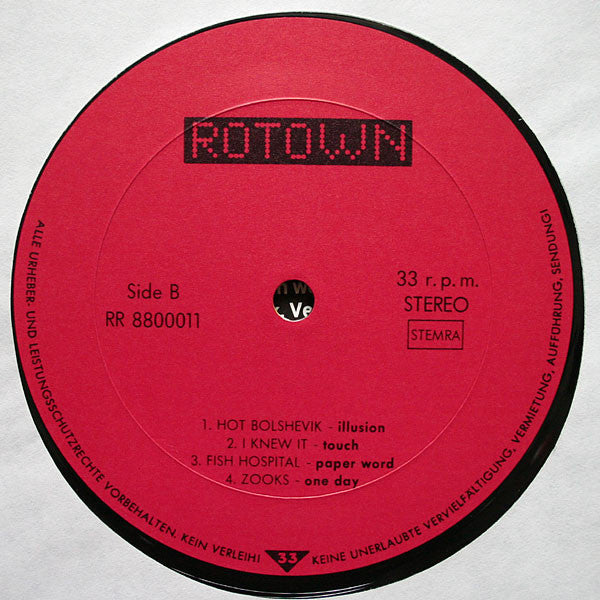 ROTOWN
Side B
RR 8800011
33 r.p.m.
STEREO
STEMRA
Ve
1. HOT BOLSHEVIK - illusion
2. I KNEW IT - touch
3. FISH HOSPITAL - paper word
4. ZOOKS - one day
ALLE URHEBER- UND LEISTUNGSSCHUTZRECHTE VORBEHALTEN. KEIN VERLEIH! 33 KEINE UNERLAUBTE VERVIELFÄLTIGUNG, VERMIETUNG, AUFFÜHRUNG, SENDUNG!